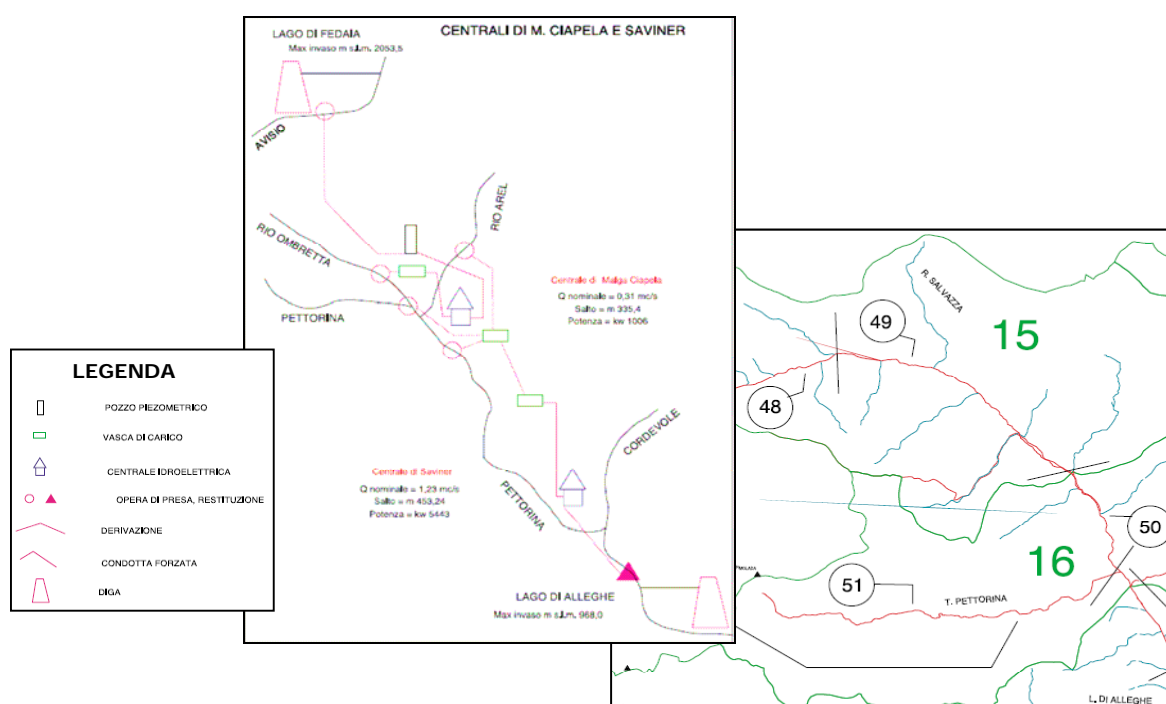 CENTRALI DI M. CIAPELA E SAVINER
LAGO DI FEDAIA
Max invaso m s.l.m. 2053,5
AVISIO
RIO AREL
RIO OMBRETTA
PETTORINA
Centrale di Malga Ciapela
Q nominale = 0,31 mc/s
Salto = m 335,4
Potenza = kw 1006
CORDEVOLE
Centrale di Saviner
Q nominale = 1,23 mc/s
Salto = m 453,24
Potenza = kw 5443
PETTORINA
LAGO DI ALLEGHE
Max invaso m s.l.m. 968,0
LEGENDA
POZZO PIEZOMETRICO
VASCA DI CARICO
CENTRALE IDROELETTRICA
OPERA DI PRESA, RESTITUZIONE
DERIVAZIONE
CONDOTTA FORZATA
DIGA
R. SALVAZZA
49
15
48
50
16
51
T. PETTORINA
L. DI ALLEGHE